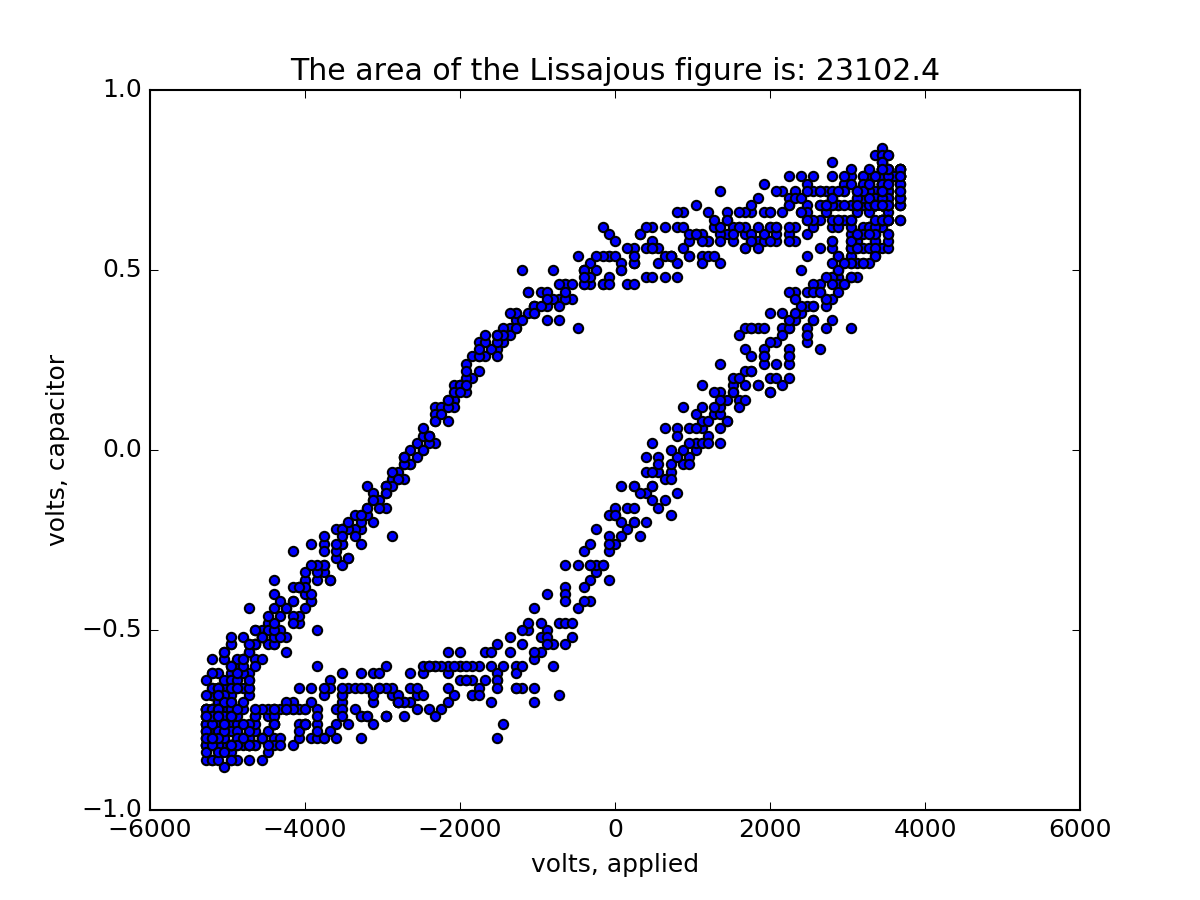 The area of the Lissajous figure is: 23102.4
1.0
0.5
0.0
−0.5
−1.0
volts, capacitor
−6000 −4000 −2000 0 2000 4000 6000
volts, applied